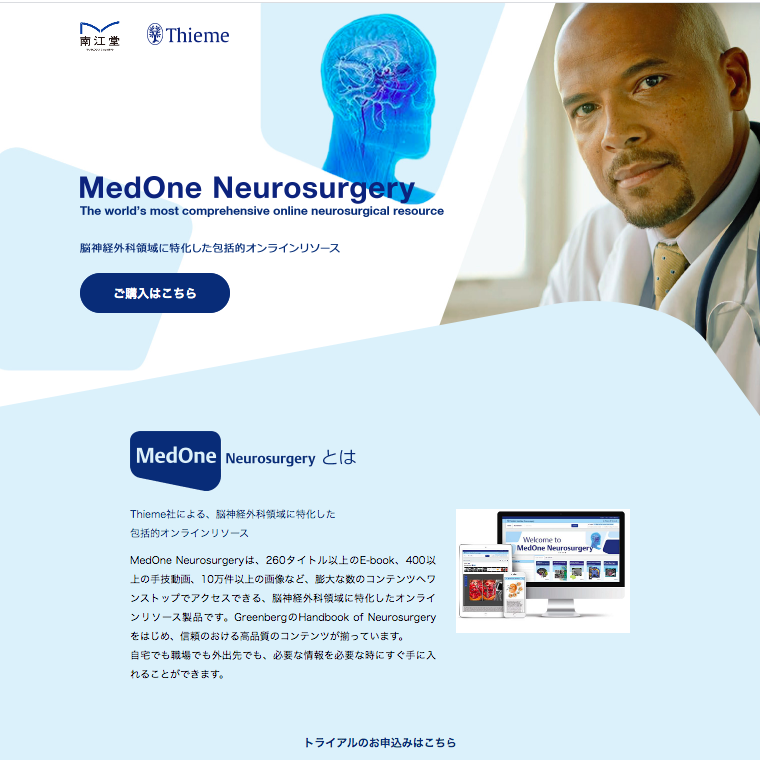 南江堂
Thieme
MedOne Neurosurgery
The world's most comprehensive online neurosurgical resource
脳神経外科領域に特化した包括的オンラインリソース
ご購入はこちら
MedOne Neurosurgery とは
Thieme社による、脳神経外科領域に特化した
包括的オンラインリソース
MedOne Neurosurgeryは、260タイトル以上のE-book、400以
上の手技動画、10万件以上の画像など、膨大な数のコンテンツへワ
ンストップでアクセスできる、脳神経外科領域に特化したオンライ
ンリソース製品です。GreenbergのHandbook of Neurosurgery
をはじめ、信頼のおける高品質のコンテンツが揃っています。
自宅でも職場でも外出先でも、必要な情報を必要な時にすぐ手に入
れることができます。
Welcome to
MedOne Neurosurgery
トライアルのお申込みはこちら